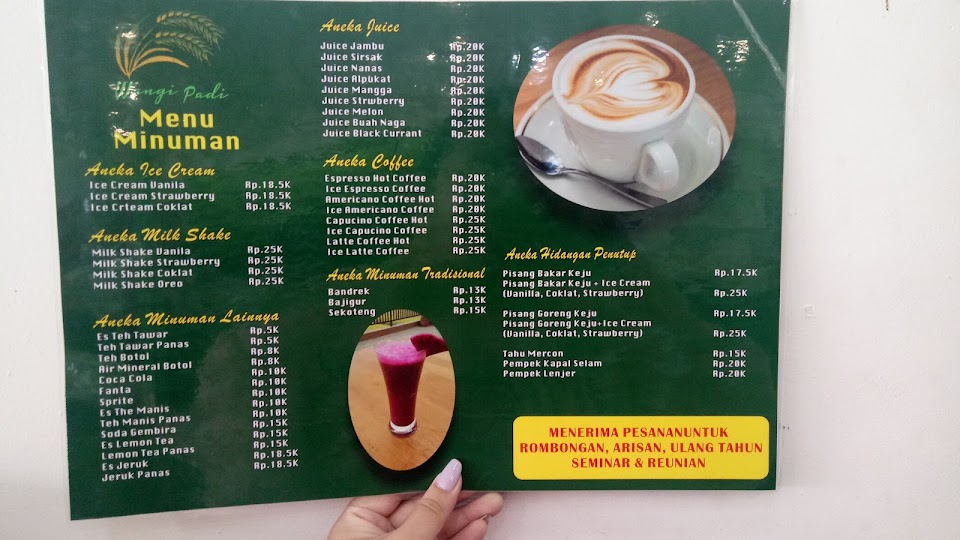 Wangi Padi
Menu
Minuman
Aneka Ice Cream
Ice Cream Vanila Rp.18.5K
Ice Cream Strawberry Rp.18.5K
Ice Crteam Coklat Rp.18.5K
Aneka Milk Shake
Milk Shake Vanila Rp.25K
Milk Shake Strawberry Rp.25K
Milk Shake Coklat Rp.25K
Milk Shake Oreo Rp.25K
Aneka Minuman Lainnya
Es Teh Tawar Rp.5K
Teh Tawar Panas Rp.5K
Teh Botol Rp.8K
Air Mineral Botol Rp.8K
Coca Cola Rp.10K
Fanta Rp.10K
Sprite Rp.10K
Es The Manis Rp.10K
Teh Manis Panas Rp.10K
Soda Gembira Rp.15K
Es Lemon Tea Rp.15K
Lemon Tea Panas Rp.15K
Es Jeruk Rp.18.5K
Jeruk Panas Rp.18.5K
Aneka Juice
Juice Jambu Rp.20K
Juice Sirsak Rp.20K
Juice Nanas Rp.20K
Juice Alpukat Rp.20K
Juice Mangga Rp.20K
Juice Strwberry Rp.20K
Juice Melon Rp.20K
Juice Buah Naga Rp.20K
Juice Black Currant Rp.20K
Aneka Coffee
Espresso Hot Coffee Rp.20K
Ice Espresso Coffee Rp.20K
Americano Coffee Hot Rp.20K
Ice Americano Coffee Rp.20K
Capucino Coffee Hot Rp.25K
Ice Capucino Coffee Rp.25K
Latte Coffee Hot Rp.25K
Ice Latte Coffee Rp.25K
Aneka Minuman Tradisional
Bandrek Rp.13K
Bajigur Rp.13K
Sekoteng Rp.15K
Aneka Hidangan Penutup
Pisang Bakar Keju Rp.17.5K
Pisang Bakar Keju + Ice Cream
(Vanilla, Coklat, Strawberry) Rp.25K
Pisang Goreng Keju Rp.17.5K
Pisang Goreng Keju+Ice Cream
(Vanilla, Coklat, Strawberry) Rp.25K
Tahu Mercon Rp.15K
Pempek Kapal Selam Rp.20K
Pempek Lenjer Rp.20K
MENERIMA PESANANUNTUK
ROMBONGAN, ARISAN, ULANG TAHUN
SEMINAR & REUNIAN